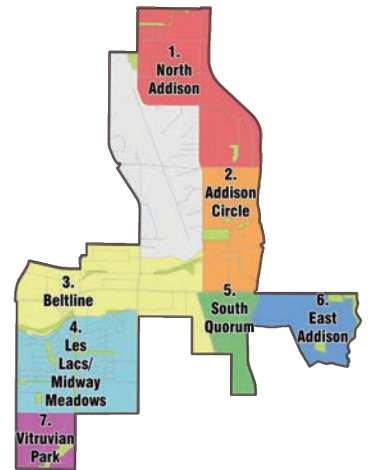 1.
North
Addison
2.
Addison
Circle
3.
Beltline
4.
Les
Lacs/
Midway
Meadows
5.
South
Quorum
6.
East
Addison
7.
Vitruvian
Park